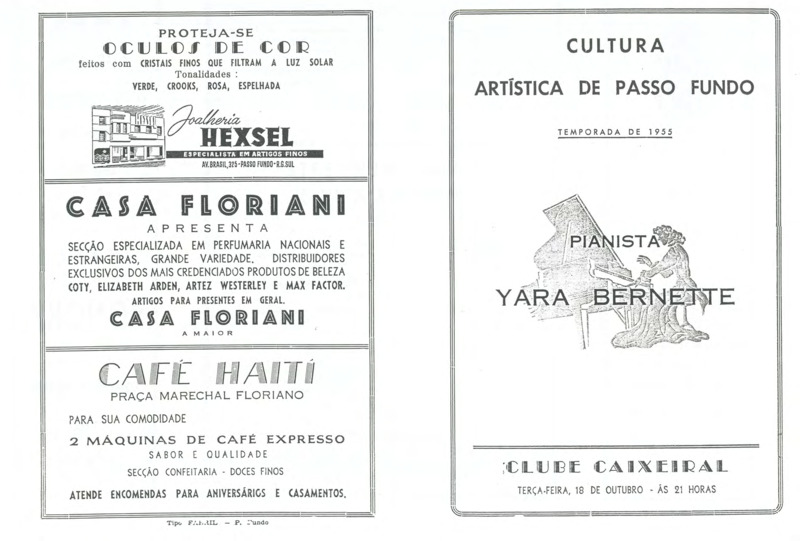 PROTEJA-SE
OCULOS DE COR
feitos com CRISTAIS FINOS QUE FILTRAM A LUZ SOLAR
Tonalidades :
VERDE, CROOKS, ROSA, ESPELHADA
Joalheria
HEXSEL
ESPECIALISTA EM ARTIGOS FINOS
AV. BRASIL, 325 - PASSO FUNDO - R.G. SUL
CASA FLORIANI
APRESENTA
SECÇÃO ESPECIALIZADA EM PERFUMARIA NACIONAIS E
ESTRANGEIRAS, GRANDE VARIEDADE. DISTRIBUIDORES
EXCLUSIVOS DOS MAIS CREDENCIADOS PRODUTOS DE BELEZA
COTY, ELIZABETH ARDEN, ARTEZ WESTERLEY E MAX FACTOR.
ARTIGOS PARA PRESENTES EM GERAL.
CASA FLORIANI
A MAIOR
CAFÉ HAITÍ
PRAÇA MARECHAL FLORIANO
PARA SUA COMODIDADE
2 MÁQUINAS DE CAFÉ EXPRESSO
SABOR E QUALIDADE
SECÇÃO CONFEITARIA - DOCES FINOS
ATENDE ENCOMENDAS PARA ANIVERSÁRIOS E CASAMENTOS.
Tipo - P. Fundo
CULTURA
ARTÍSTICA DE PASSO FUNDO
TEMPORADA DE 1955
PIANISTA
YARA BERNETTE
CLUBE CAIXEIRAL
TERÇA-FEIRA, 18 DE OUTUBRO - ÀS 21 HORAS